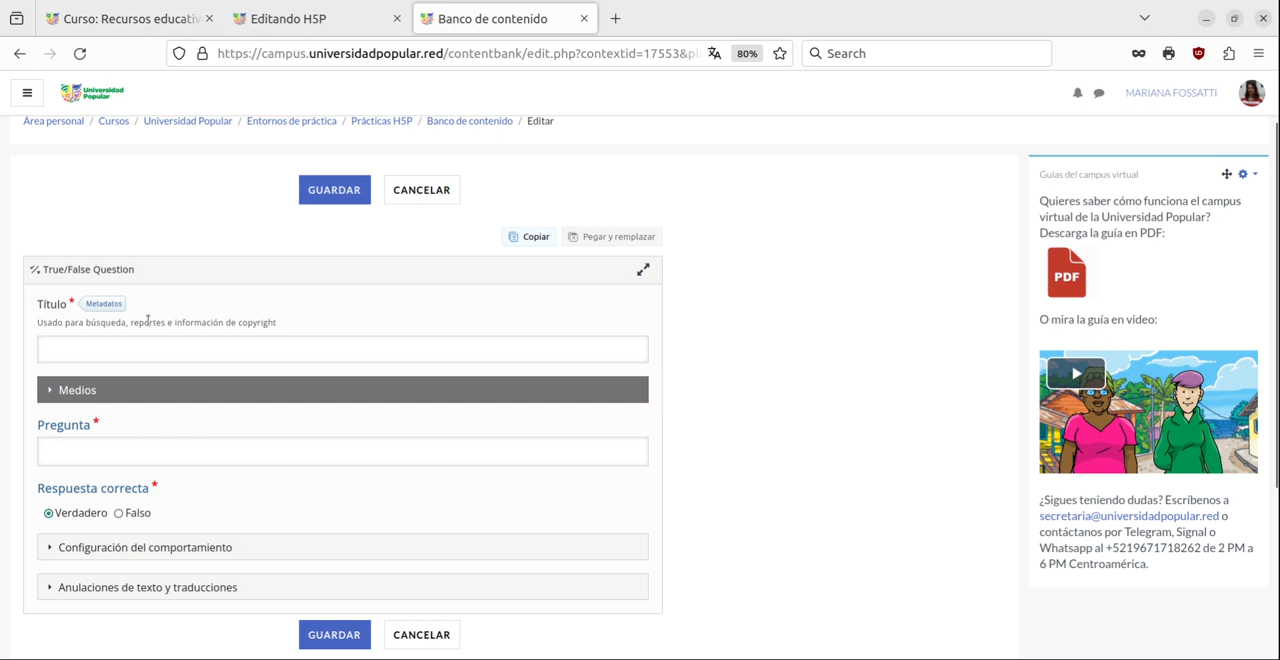 Curso: Recursos educativ
Editando H5P
Banco de contenido
https://campus.universidadpopular.red/contentbank/edit.php?contextid=17553&pl
80%
Search
Universidad
Popular
MARIANA FOSSATTI
Área personal / Cursos / Universidad Popular / Entornos de práctica / Prácticas H5P / Banco de contenido / Editar
GUARDAR
CANCELAR
Copiar
Pegar y remplazar
True/False Question
Título *
Metadatos
Usado para búsqueda, reportes e información de copyright
Medios
Pregunta *
Respuesta correcta *
Verdadero
Falso
Configuración del comportamiento
Anulaciones de texto y traducciones
GUARDAR
CANCELAR
Guías del campus virtual
Quieres saber cómo funciona el campus
virtual de la Universidad Popular?
Descarga la guía en PDF:
PDF
O mira la guía en video:
¿Sigues teniendo dudas? Escríbenos a
secretaria@universidadpopular.red o
contáctanos por Telegram, Signal o
Whatsapp al +5219671718262 de 2 PM a
6 PM Centroamérica.